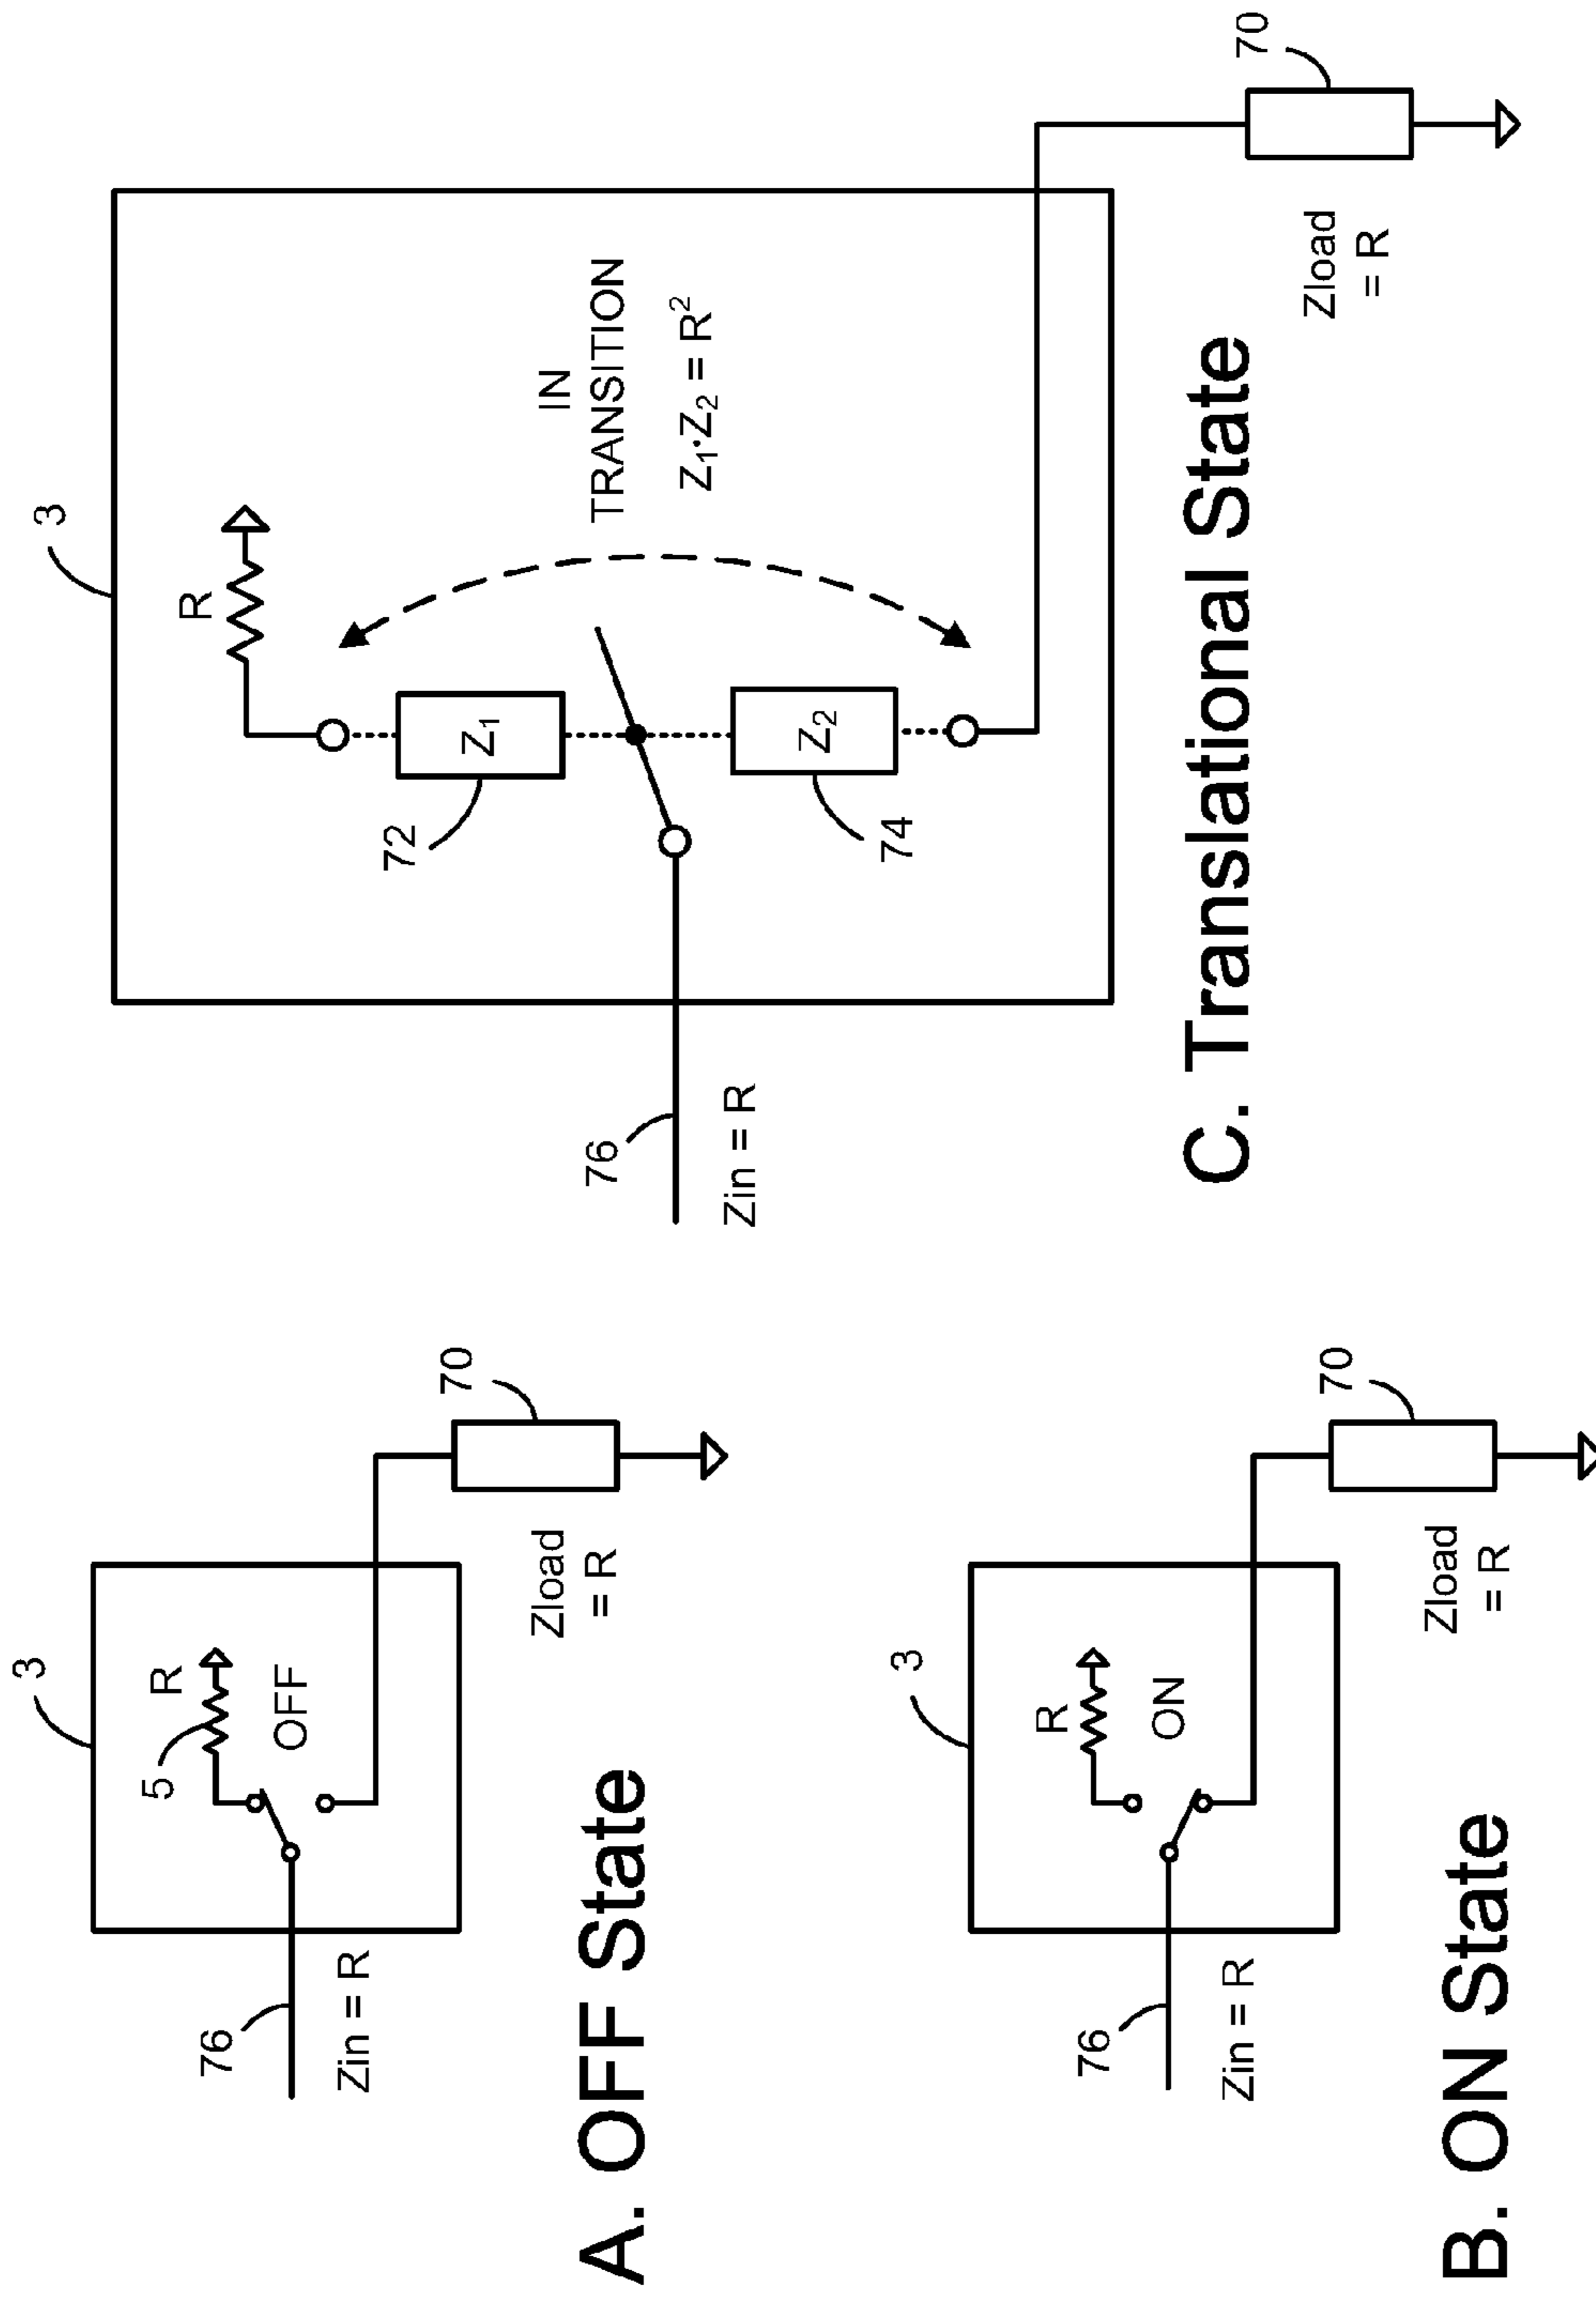 3
5
R
OFF
76
Zin = R
70
Zload
= R
A. OFF State
3
R
ON
76
Zin = R
70
Zload
= R
B. ON State
3
R
IN
TRANSITION
Z₁·Z₂ = R²
72
Z₁
Z₂
74
76
Zin = R
70
Zload
= R
C. Translational State